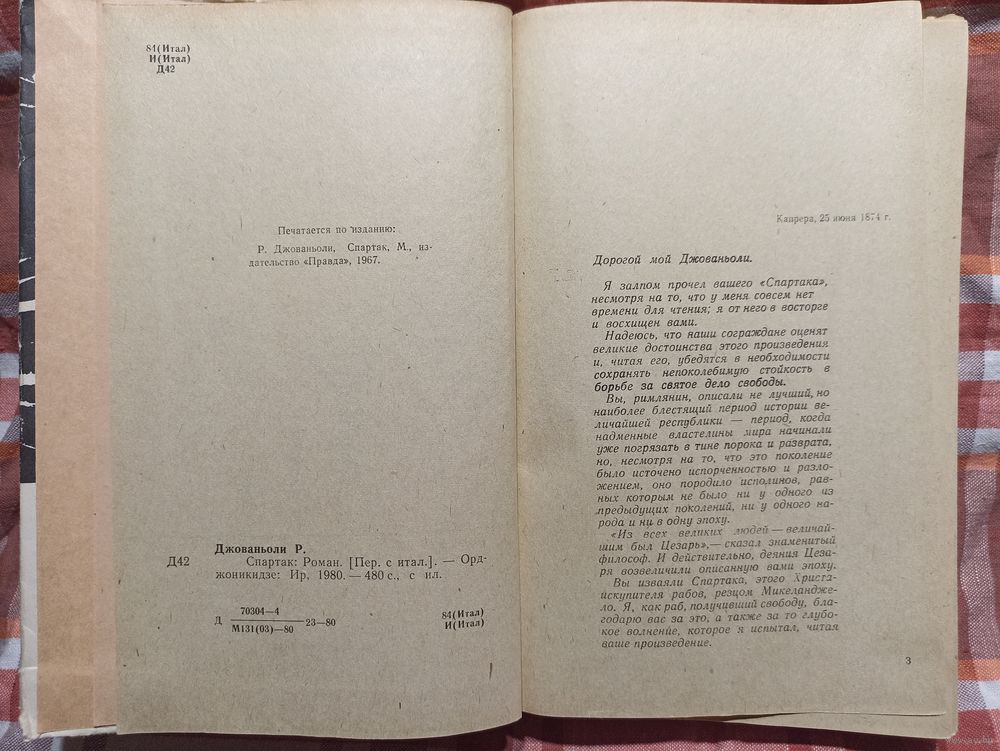 84(Итал)
И(Итал)
Д42
Печатается по изданию:
Р. Джованьоли, Спартак, М., из-
дательство «Правда», 1967.
Джованьоли Р.
Д42 Спартак: Роман. [Пер. с итал.]. — Орд-
жоникидзе: Ир, 1980. — 480 с., с ил.
70304—4
Д ———— 23—80
М131(03)—80
84(Итал)
И(Итал)
Капрера, 25 июня 1874 г.
Дорогой мой Джованьоли.
Я залпом прочел вашего «Спартака»,
несмотря на то, что у меня совсем нет
времени для чтения; я от него в восторге
и восхищен вами.
Надеюсь, что наши сограждане оценят
великие достоинства этого произведения
и, читая его, убедятся в необходимости
сохранять непоколебимую стойкость в
борьбе за святое дело свободы.
Вы, римлянин, описали не лучший, но
наиболее блестящий период истории ве-
личайшей республики — период, когда
надменные властелины мира начинали
уже погрязать в тине порока и разврата,
но, несмотря на то, что это поколение
было источено испорченностью и разло-
жением, оно породило исполинов, рав-
ных которым не было ни у одного из
предыдущих поколений, ни у одного на-
рода и ни в одну эпоху.
«Из всех великих людей — величай-
шим был Цезарь»,— сказал знаменитый
философ. И действительно, деяния Цеза-
ря возвеличили описанную вами эпоху.
Вы изваяли Спартака, этого Христа-
искупителя рабов, резцом Микеландже-
ло. Я, как раб, получивший свободу, бла-
годарю вас за это, а также за то глубо-
кое волнение, которое я испытал, читая
ваше произведение.
3